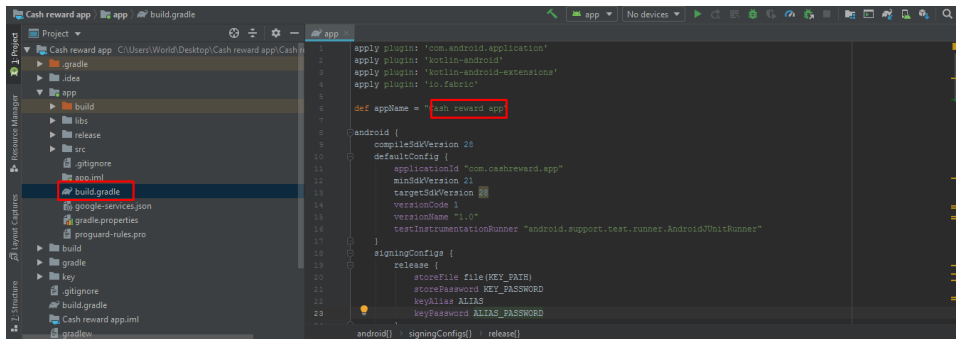 Cash reward app app build.gradle
app No devices
Project
app
1: Project
Resource Manager
Layout Captures
Z: Structure
Cash reward app C:\Users\World\Desktop\Cash reward app\Cash re
.gradle
.idea
app
build
libs
release
src
.gitignore
app.iml
build.gradle
google-services.json
gradle.properties
proguard-rules.pro
build
gradle
key
.gitignore
build.gradle
Cash reward app.iml
gradlew
1 apply plugin: 'com.android.application'
2 apply plugin: 'kotlin-android'
3 apply plugin: 'kotlin-android-extensions'
4 apply plugin: 'io.fabric'
5
6 def appName = "Cash reward app"
7
8 android {
9 compileSdkVersion 28
10 defaultConfig {
11 applicationId "com.cashreward.app"
12 minSdkVersion 21
13 targetSdkVersion 28
14 versionCode 1
15 versionName "1.0"
16 testInstrumentationRunner "android.support.test.runner.AndroidJUnitRunner"
17 }
18 signingConfigs {
19 release {
20 storeFile file(KEY_PATH)
21 storePassword KEY_PASSWORD
22 keyAlias ALIAS
23 keyPassword ALIAS_PASSWORD
android{} signingConfigs{} release{}